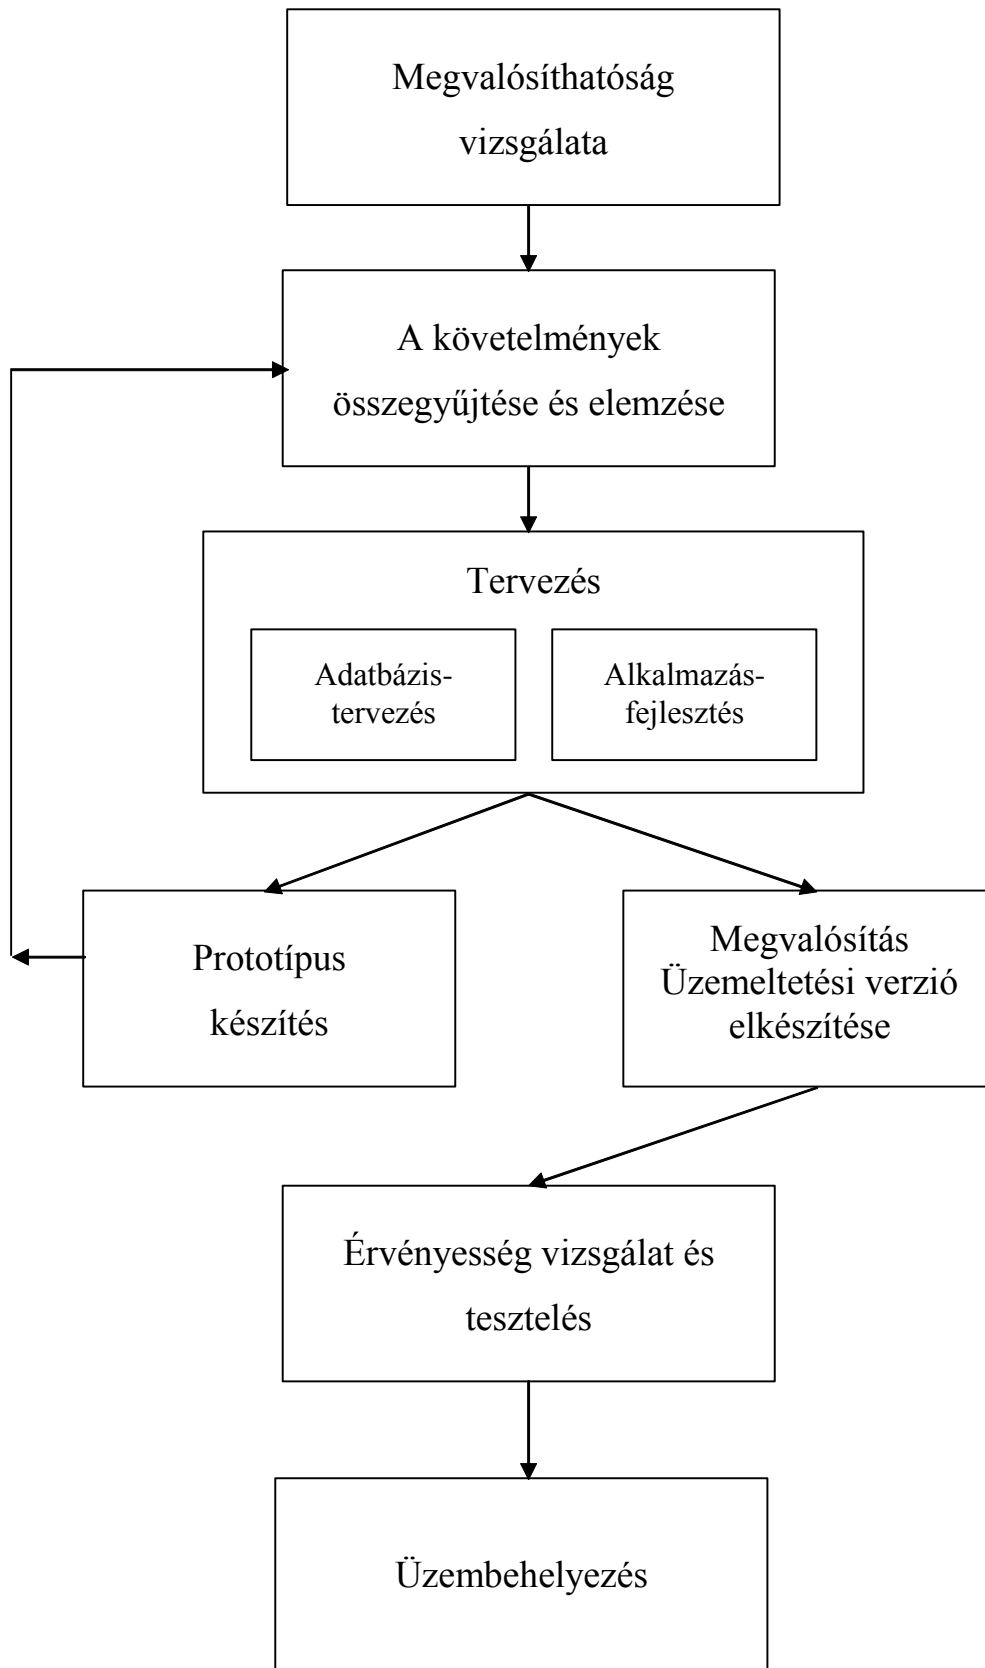 Megvalósíthatóság
vizsgálata
A követelmények
összegyűjtése és elemzése
Tervezés
Adatbázis-
tervezés
Alkalmazás-
fejlesztés
Prototípus
készítés
Megvalósítás
Üzemeltetési verzió
elkészítése
Érvényesség vizsgálat és
tesztelés
Üzembehelyezés